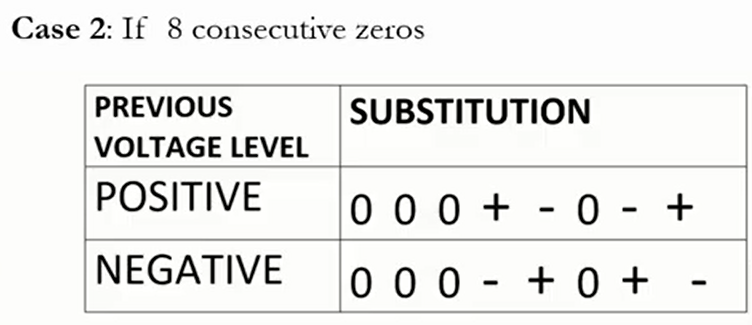 Case 2: If 8 consecutive zeros
PREVIOUS
VOLTAGE LEVEL
SUBSTITUTION
POSITIVE
0 0 0 + - 0 - +
NEGATIVE
0 0 0 - + 0 + -